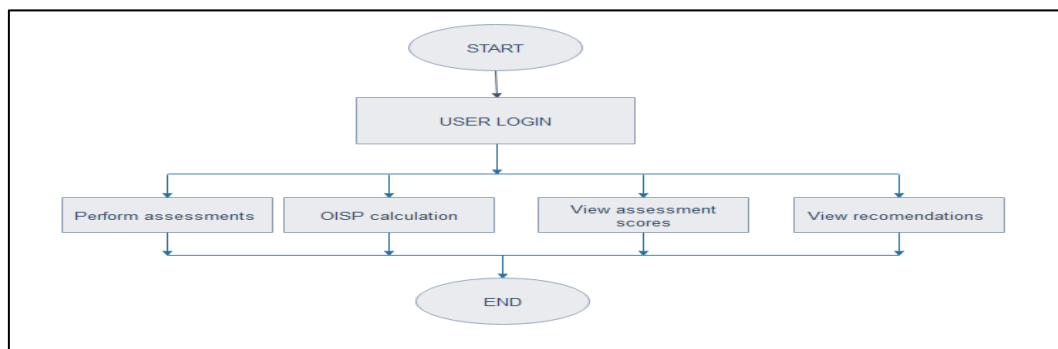 START
USER LOGIN
Perform assessments
OISP calculation
View assessment
scores
View recomendations
END